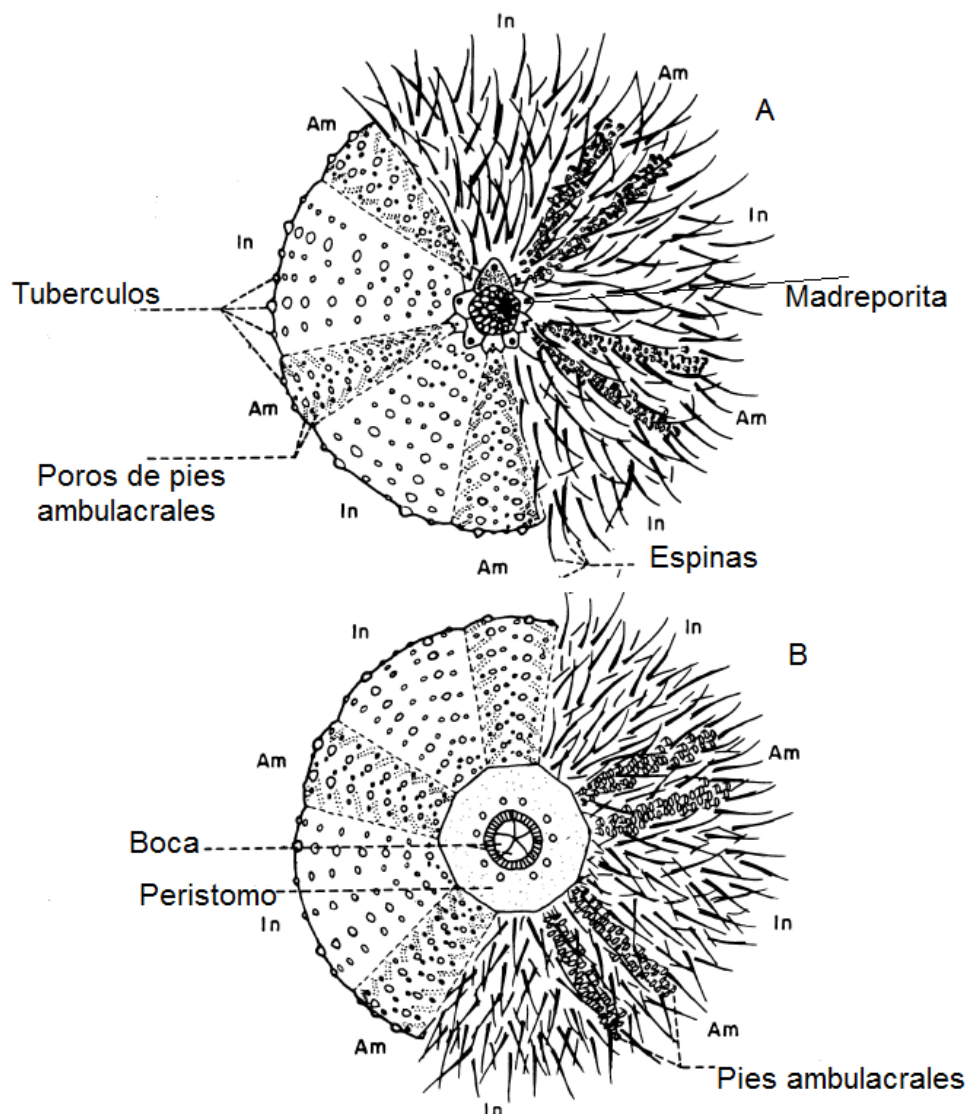 In
Am
A
Am
In
In
Tuberculos
Madreporita
Am
Am
Poros de pies
ambulacrales
In
In
Espinas
Am
In
In
B
Am
Am
Boca
Peristomo
In
In
Am
Am
Pies ambulacrales
In